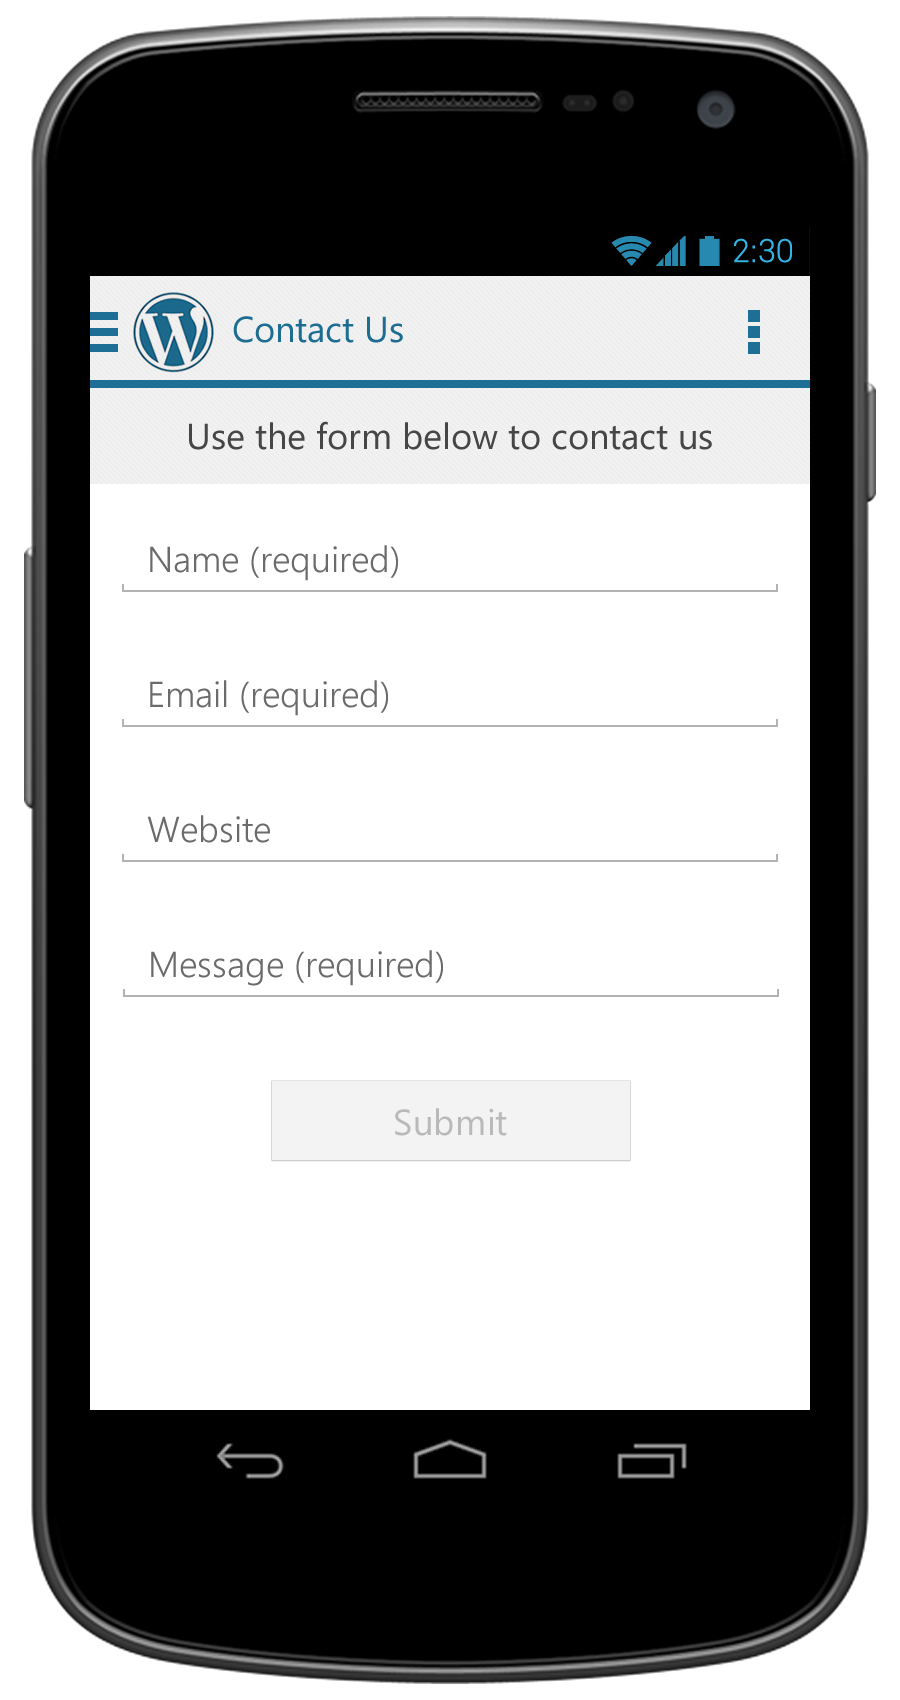 2:30
Contact Us
Use the form below to contact us
Name (required)
Email (required)
Website
Message (required)
Submit